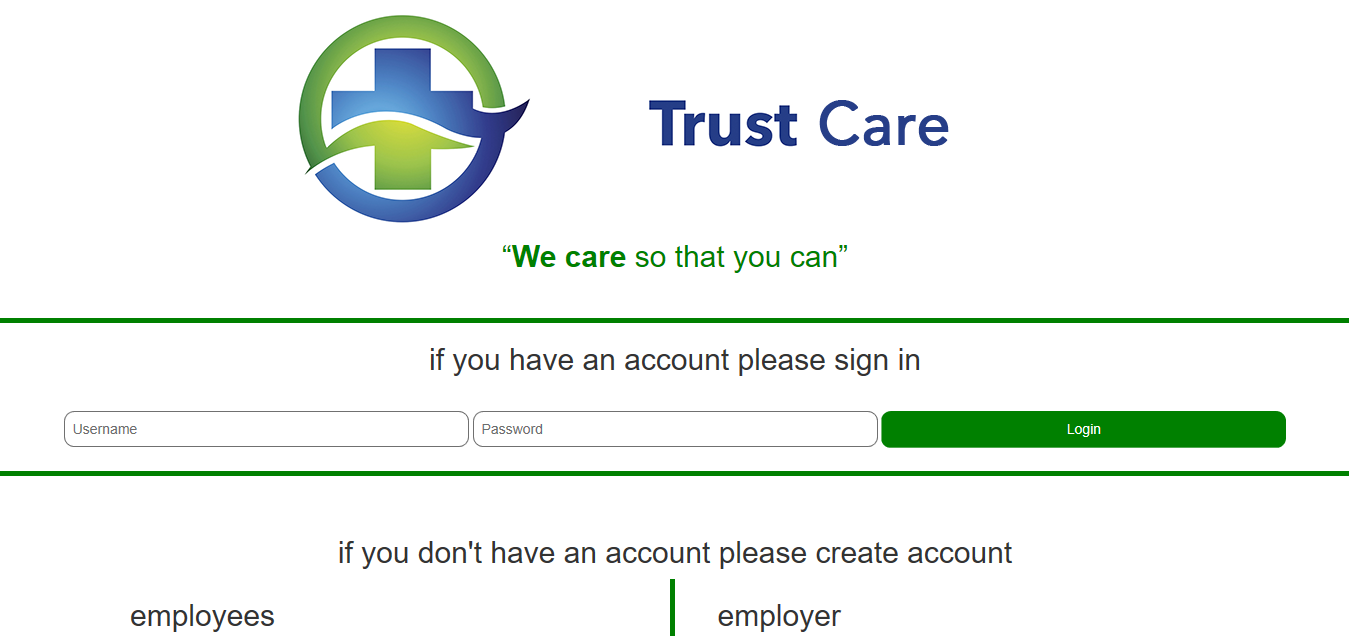 Trust Care
“We care so that you can”
if you have an account please sign in
Username Password Login
if you don't have an account please create account
employees employer